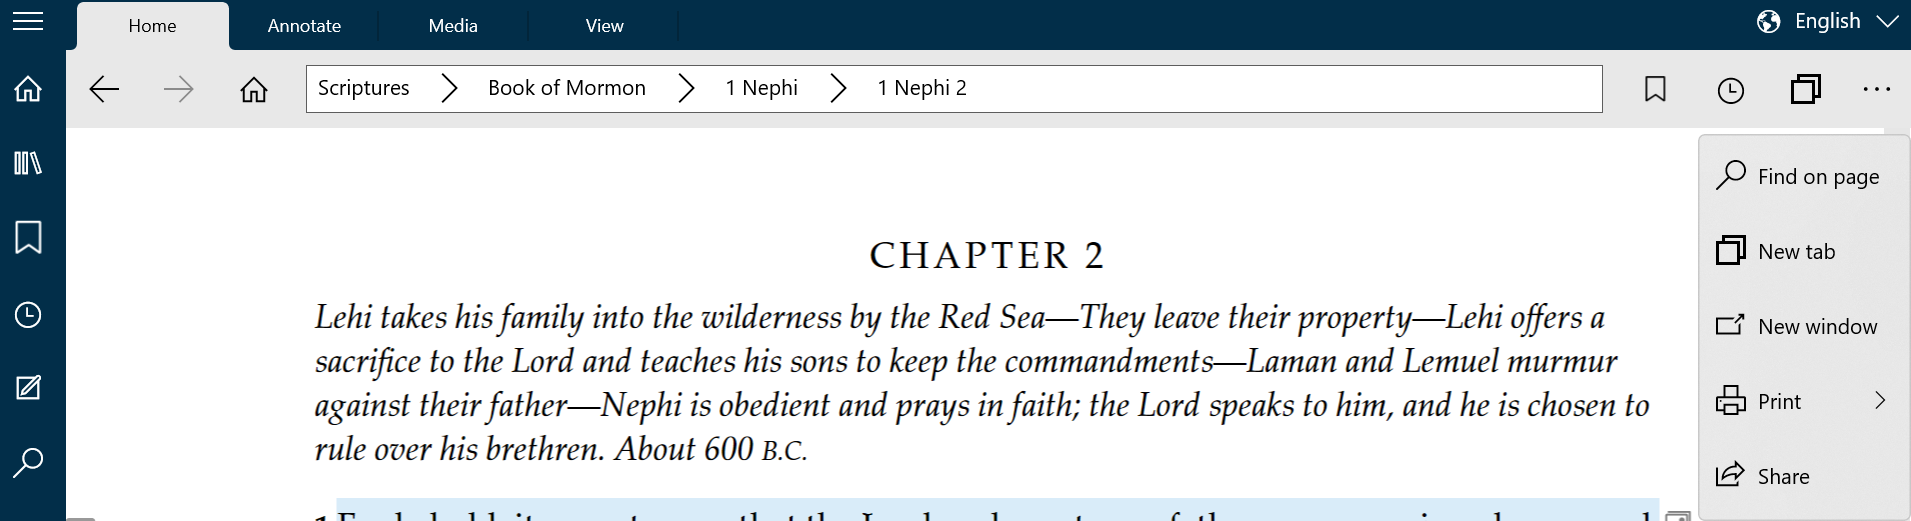 Home
Annotate
Media
View
English
Scriptures
Book of Mormon
1 Nephi
1 Nephi 2
Find on page
New tab
New window
Print
Share
CHAPTER 2
Lehi takes his family into the wilderness by the Red Sea—They leave their property—Lehi offers a
sacrifice to the Lord and teaches his sons to keep the commandments—Laman and Lemuel murmur
against their father—Nephi is obedient and prays in faith; the Lord speaks to him, and he is chosen to
rule over his brethren. About 600 B.C.